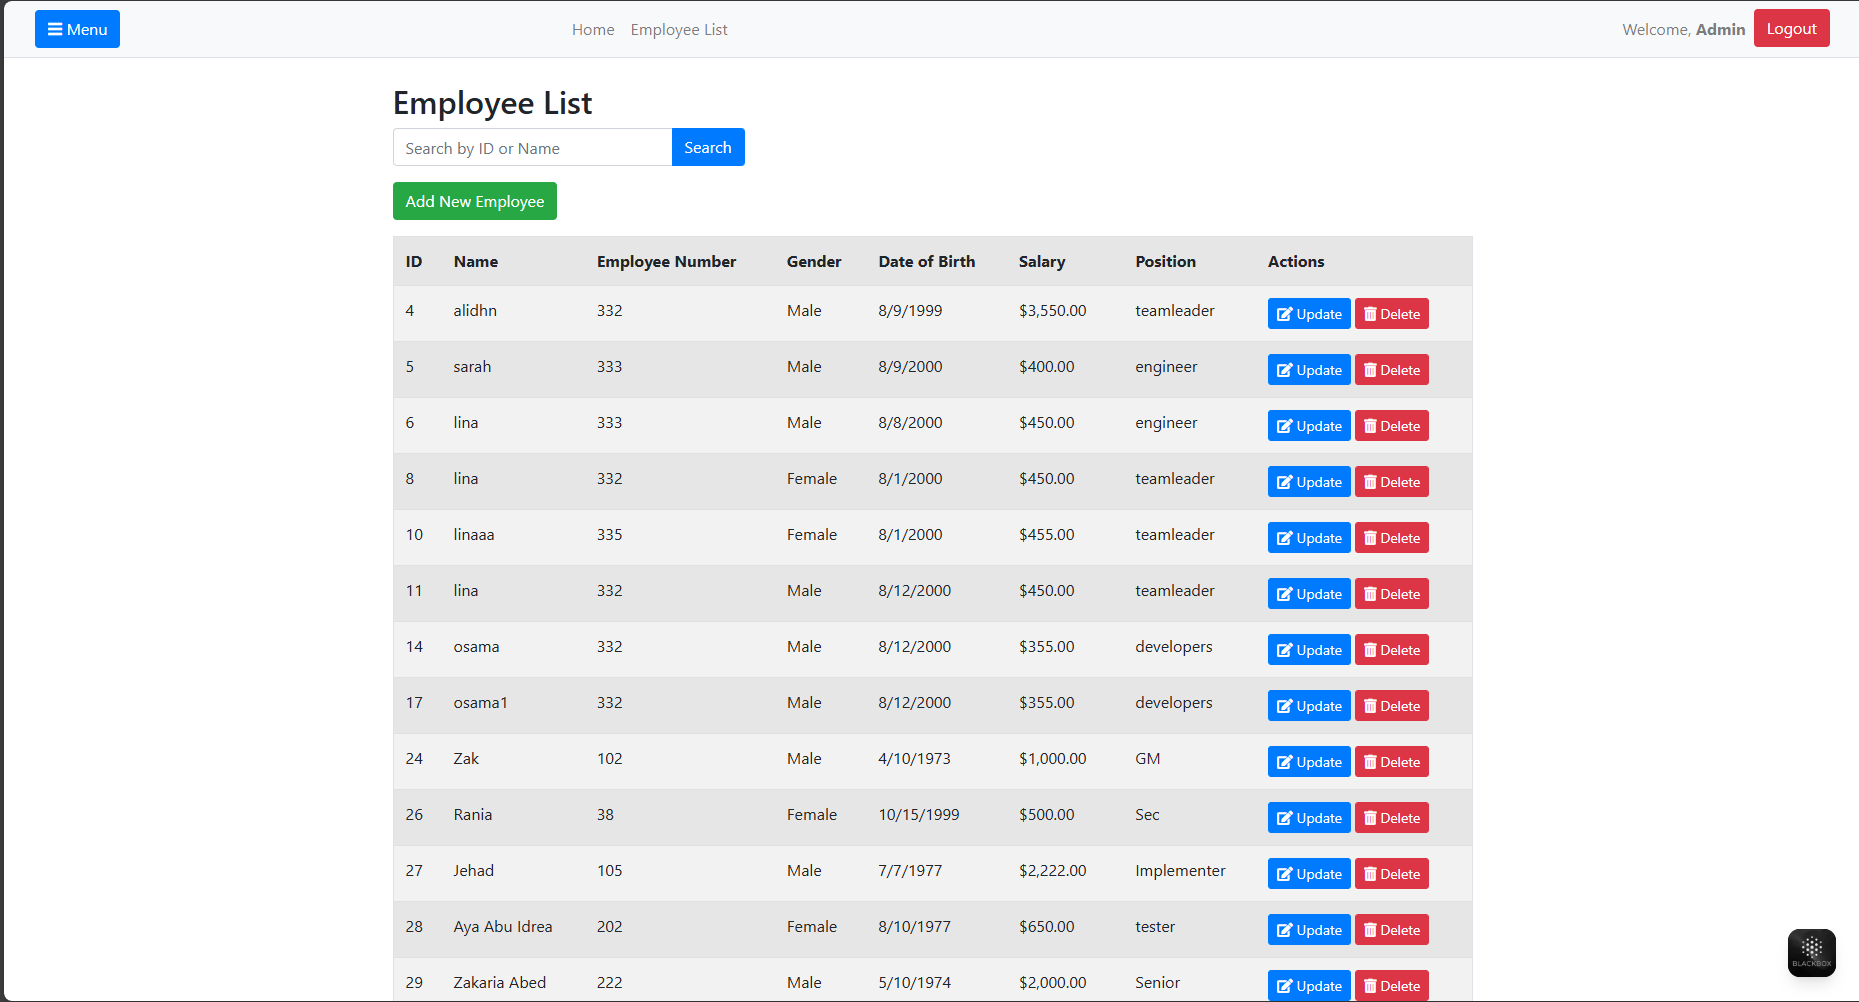 Menu
Home Employee List
Welcome, Admin Logout
Employee List
Search by ID or Name Search
Add New Employee
ID Name Employee Number Gender Date of Birth Salary Position Actions
4 alidhn 332 Male 8/9/1999 $3,550.00 teamleader Update Delete
5 sarah 333 Male 8/9/2000 $400.00 engineer Update Delete
6 lina 333 Male 8/8/2000 $450.00 engineer Update Delete
8 lina 332 Female 8/1/2000 $450.00 teamleader Update Delete
10 linaaa 335 Female 8/1/2000 $455.00 teamleader Update Delete
11 lina 332 Male 8/12/2000 $450.00 teamleader Update Delete
14 osama 332 Male 8/12/2000 $355.00 developers Update Delete
17 osama1 332 Male 8/12/2000 $355.00 developers Update Delete
24 Zak 102 Male 4/10/1973 $1,000.00 GM Update Delete
26 Rania 38 Female 10/15/1999 $500.00 Sec Update Delete
27 Jehad 105 Male 7/7/1977 $2,222.00 Implementer Update Delete
28 Aya Abu Idrea 202 Female 8/10/1977 $650.00 tester Update Delete
29 Zakaria Abed 222 Male 5/10/1974 $2,000.00 Senior Update Delete
BLACKBOX